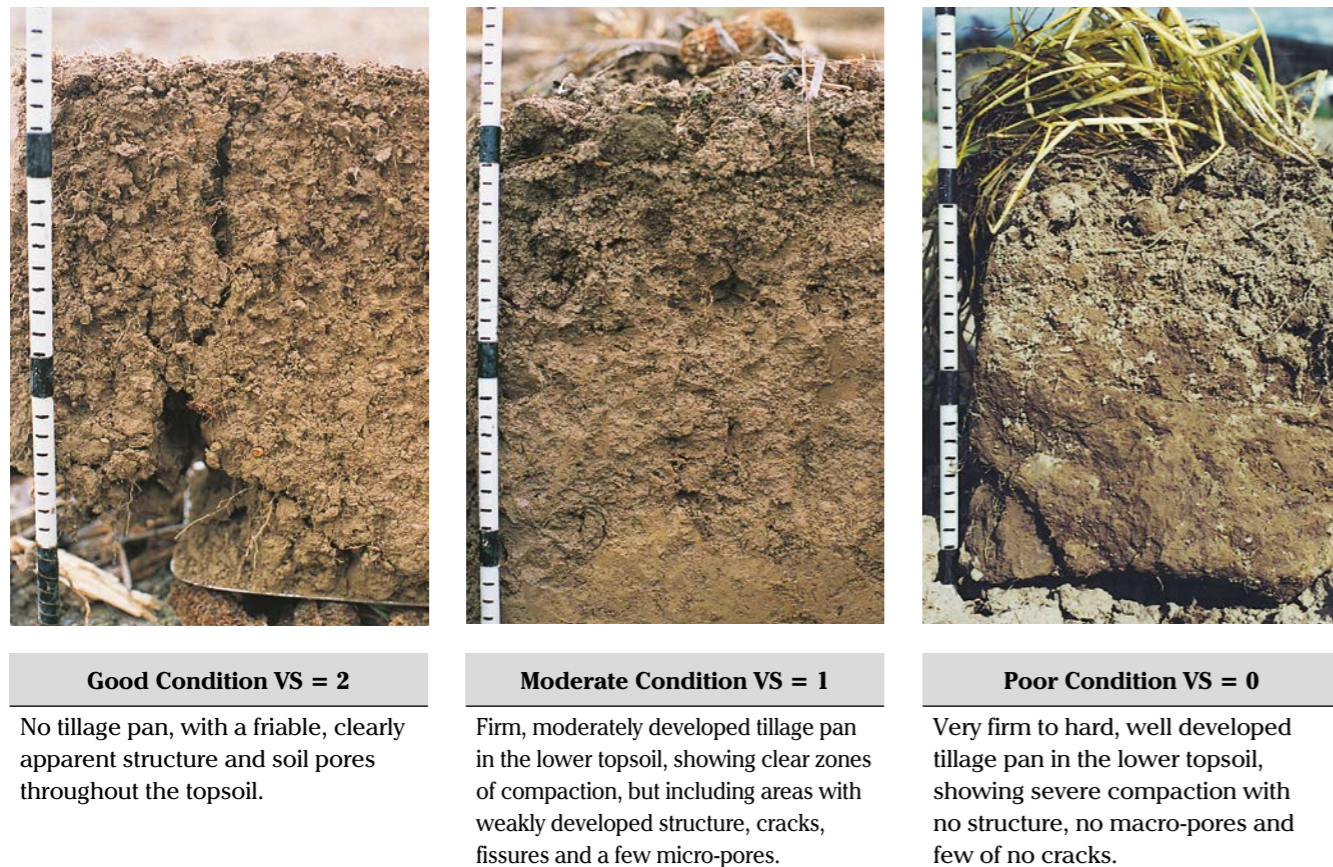 Good Condition VS = 2
No tillage pan, with a friable, clearly
apparent structure and soil pores
throughout the topsoil.
Moderate Condition VS = 1
Firm, moderately developed tillage pan
in the lower topsoil, showing clear zones
of compaction, but including areas with
weakly developed structure, cracks,
fissures and a few micro-pores.
Poor Condition VS = 0
Very firm to hard, well developed
tillage pan in the lower topsoil,
showing severe compaction with
no structure, no macro-pores and
few of no cracks.